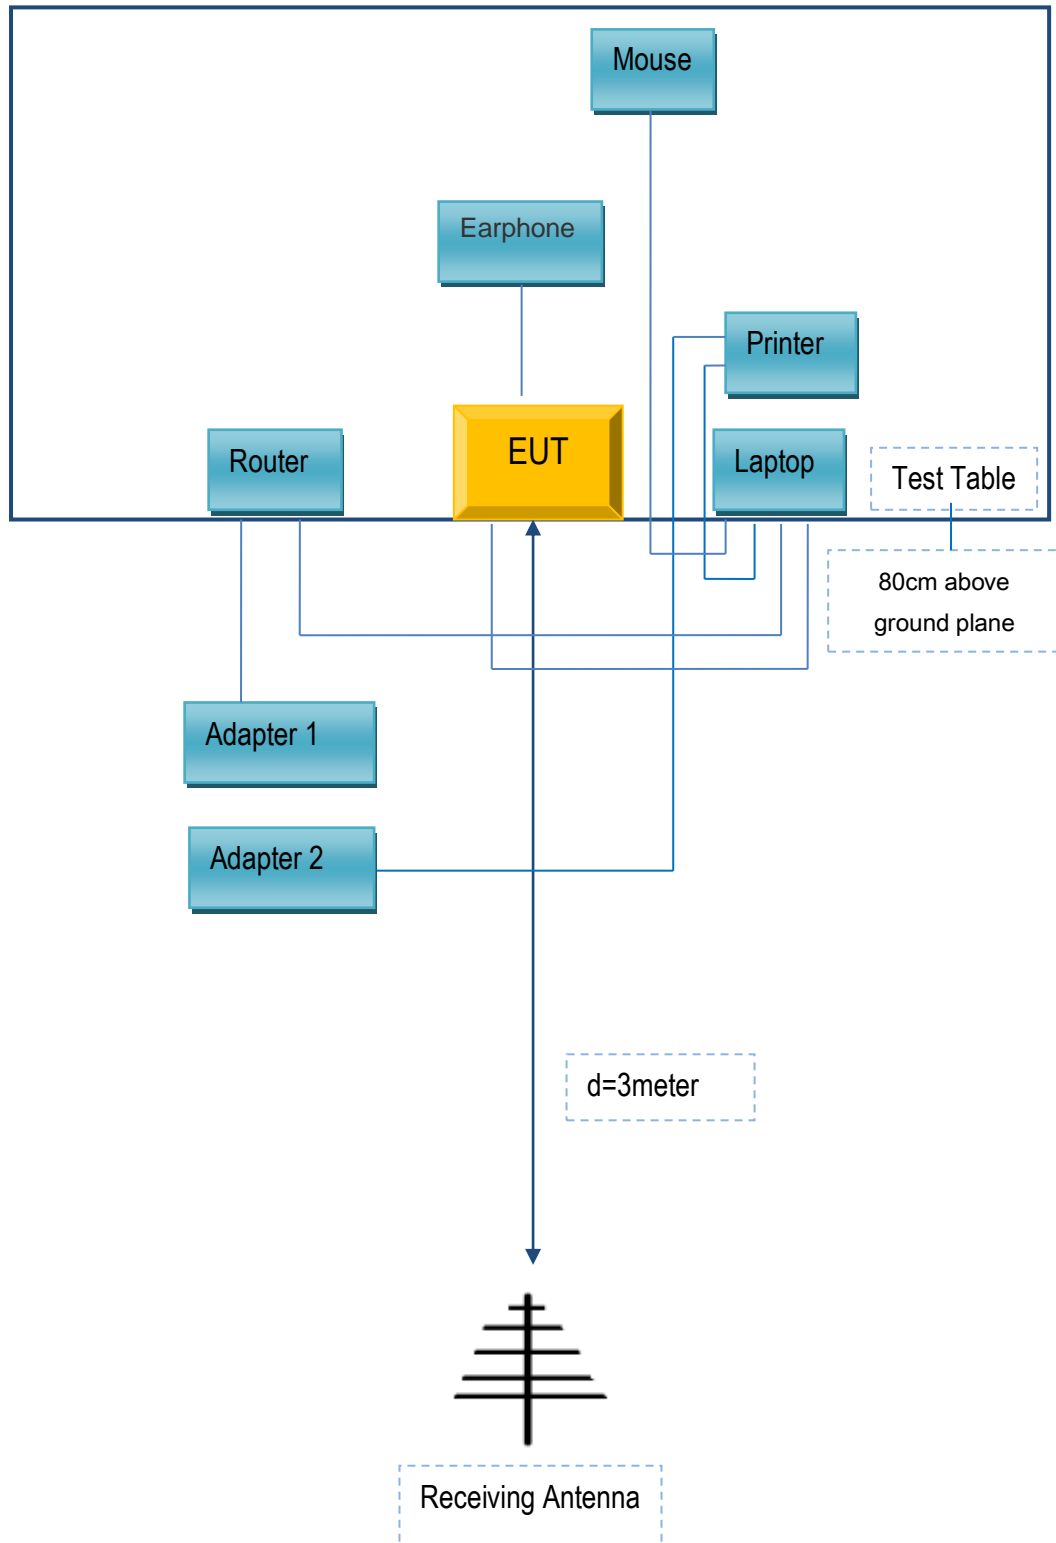 Mouse
Earphone
Printer
EUT
Router
Laptop
Test Table
80cm above
ground plane
Adapter 1
Adapter 2
d=3meter
Receiving Antenna